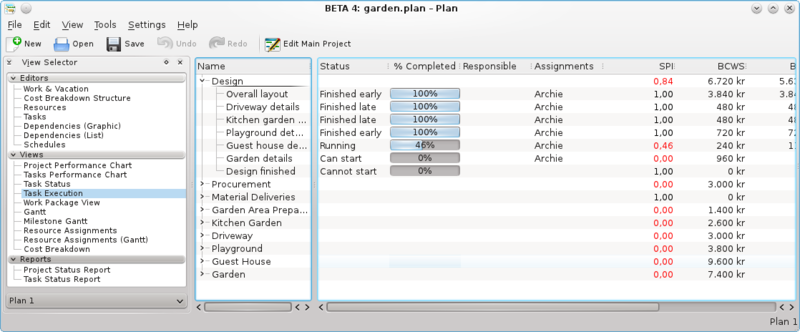 BETA 4: garden.plan – Plan
File Edit View Tools Settings Help
New Open Save Undo Redo Edit Main Project
View Selector
Editors
Work & Vacation
Cost Breakdown Structure
Resources
Tasks
Dependencies (Graphic)
Dependencies (List)
Schedules
Views
Project Performance Chart
Tasks Performance Chart
Task Status
Task Execution
Work Package View
Gantt
Milestone Gantt
Resource Assignments
Resource Assignments (Gantt)
Cost Breakdown
Reports
Project Status Report
Task Status Report
Plan 1
Name Status % Completed Responsible Assignments SPI BCWS B
Design 0,84 6.720 kr 5.6
Overall layout Finished early 100% Archie 1,00 3.840 kr 3.84
Driveway details Finished late 100% Archie 1,00 480 kr 48
Kitchen garden ... Finished late 100% Archie 1,00 480 kr 48
Playground det... Finished early 100% Archie 1,00 720 kr 72
Guest house de... Running 46% Archie 0,46 240 kr 1
Garden details Can start 0% Archie 0,00 960 kr
Design finished Cannot start 0% 1,00 0 kr
Procurement 0,00 3.000 kr
Material Deliveries 1,00 0 kr
Garden Area Prepa... 0,00 1.400 kr
Kitchen Garden 0,00 2.600 kr
Driveway 0,00 3.000 kr
Playground 0,00 3.800 kr
Guest House 0,00 9.600 kr
Garden 0,00 7.400 kr
Plan 1